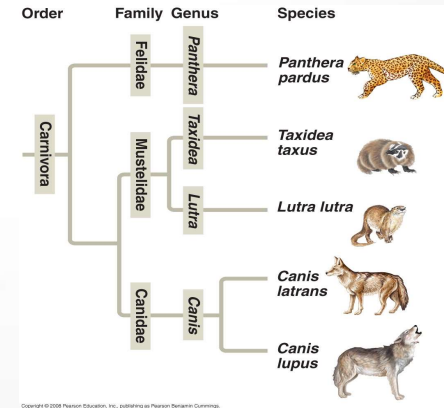 Order Family Genus Species
Carnivora
Felidae
Panthera
Panthera
pardus
Mustelidae
Taxidea
Taxidea
taxus
Lutra
Lutra lutra
Canidae
Canis
Canis
latrans
Canis
lupus
Copyright © 2008 Pearson Education, Inc., publishing as Pearson Benjamin Cummings.